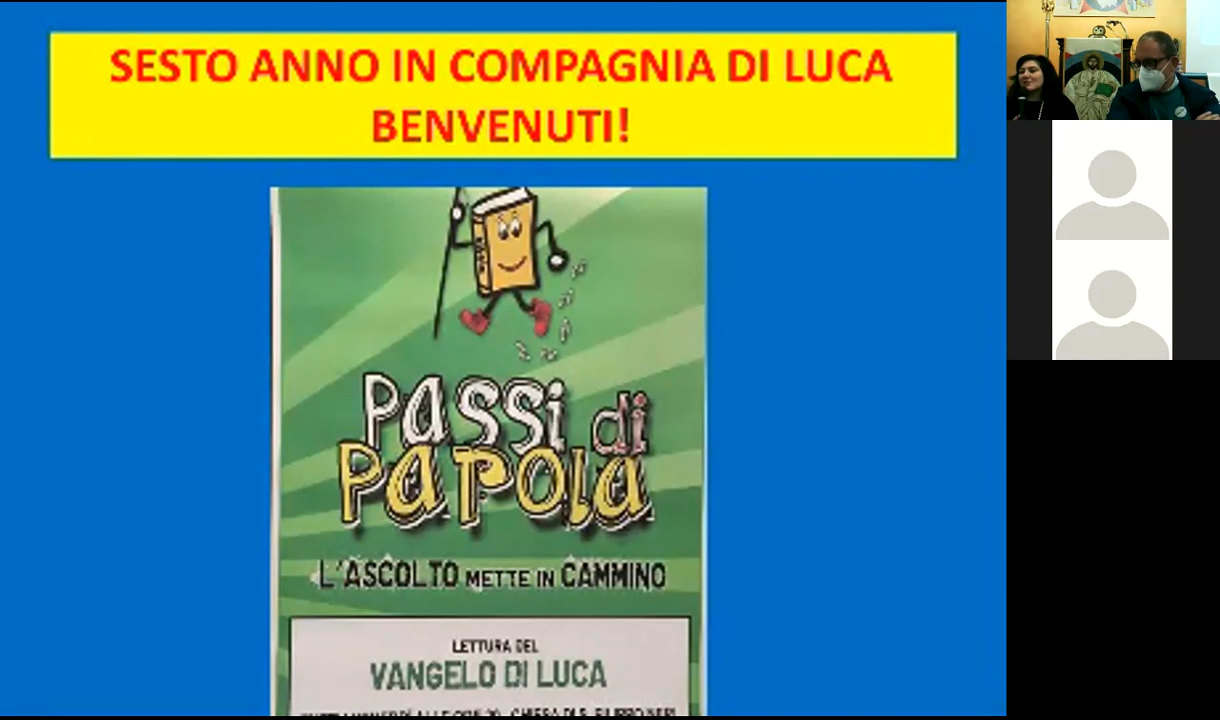 SESTO ANNO IN COMPAGNIA DI LUCA
BENVENUTI!
PASSI di
PAROLA
L'ASCOLTO METTE IN CAMMINO
LETTURA DEL
VANGELO DI LUCA